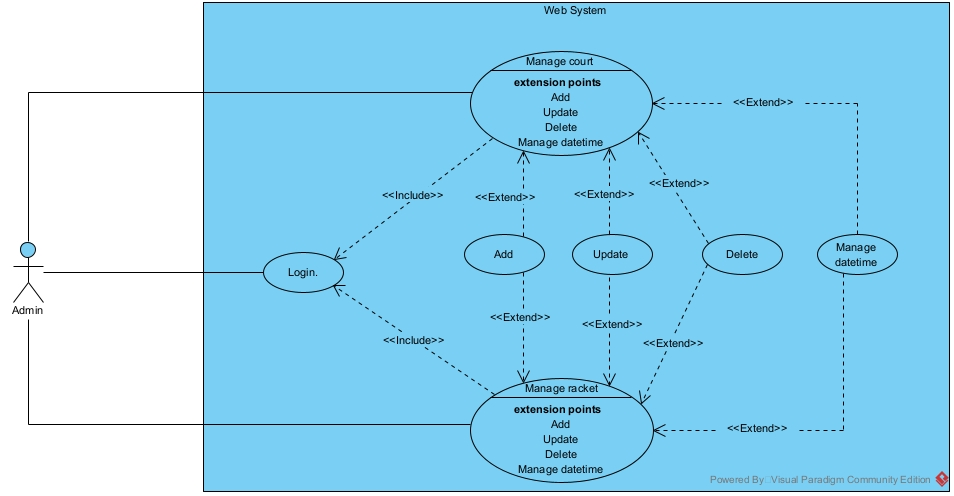 Web System
Manage court
extension points
Add
Update
Delete
Manage datetime
<<Extend>>
<<Include>>
<<Extend>>
<<Extend>>
<<Extend>>
Admin
Login.
Add
Update
Delete
Manage
datetime
<<Include>>
<<Extend>>
<<Extend>>
<<Extend>>
Manage racket
extension points
Add
Update
Delete
Manage datetime
<<Extend>>
Powered By: Visual Paradigm Community Edition